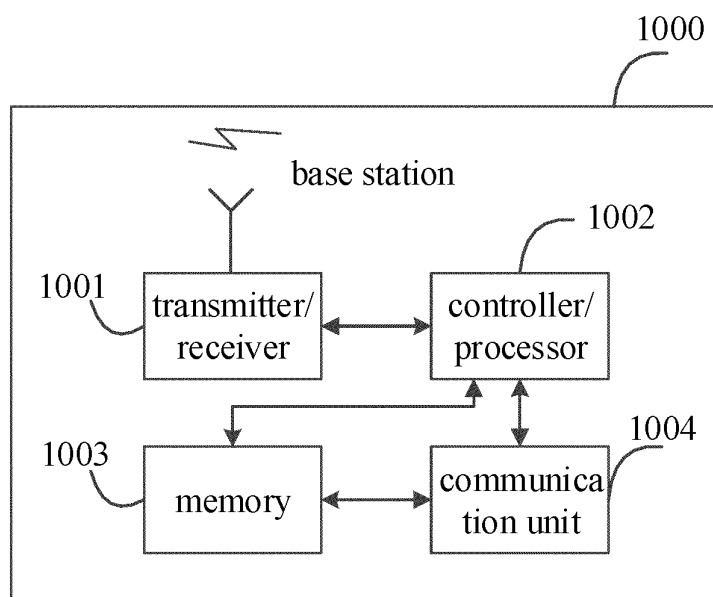 1000
base station
1002
1001
transmitter/
receiver
controller/
processor
1003
memory
1004
communica
tion unit